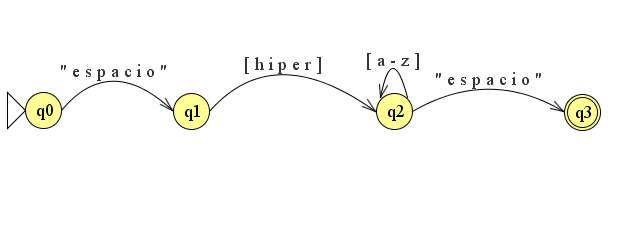 "espacio"
[hiper]
[a-z]
"espacio"
q0
q1
q2
q3